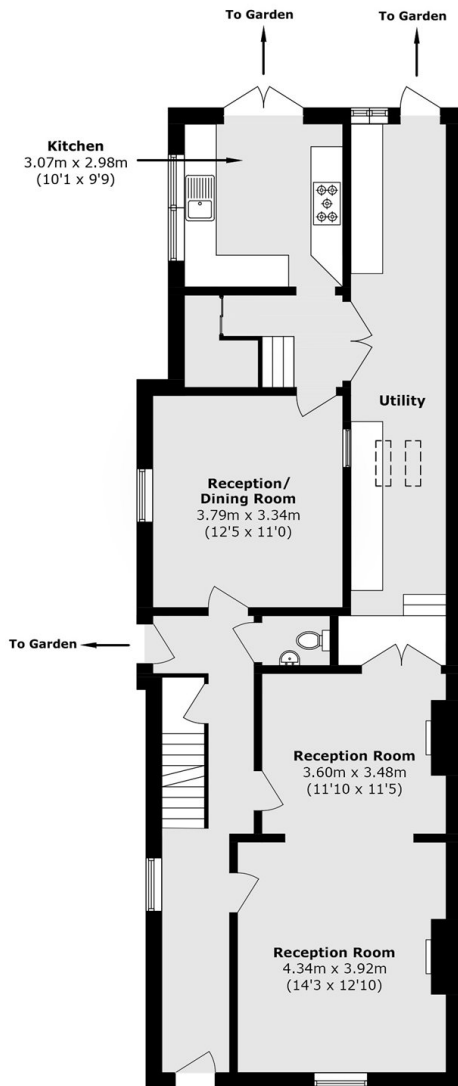 To Garden
To Garden
Kitchen
3.07m x 2.98m
(10'1 x 9'9)
Utility
Reception/
Dining Room
3.79m x 3.34m
(12'5 x 11'0)
To Garden
Reception Room
3.60m x 3.48m
(11'10 x 11'5)
Reception Room
4.34m x 3.92m
(14'3 x 12'10)